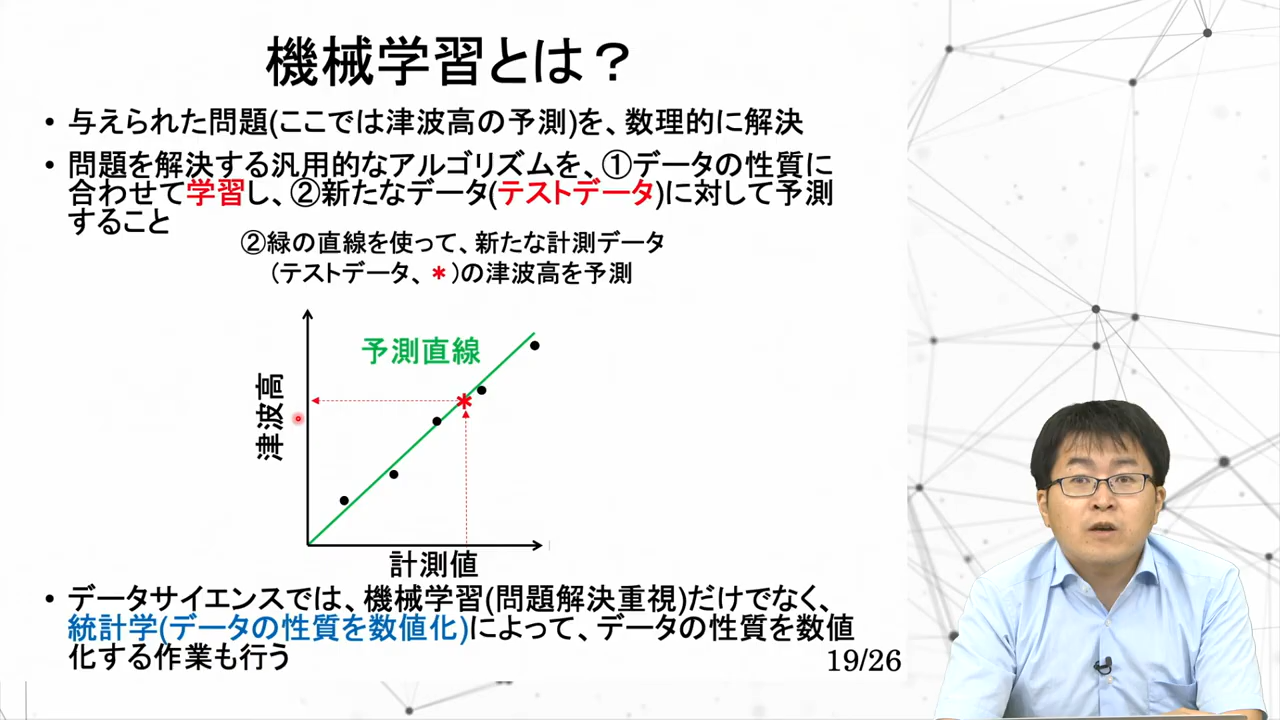 機械学習とは？
• 与えられた問題(ここでは津波高の予測)を、数理的に解決
• 問題を解決する汎用的なアルゴリズムを、①データの性質に
合わせて学習し、②新たなデータ(テストデータ)に対して予測
すること
②緑の直線を使って、新たな計測データ
(テストデータ、*)の津波高を予測
予測直線
津波高
計測値
• データサイエンスでは、機械学習(問題解決重視)だけでなく、
統計学(データの性質を数値化)によって、データの性質を数値
化する作業も行う
19/26